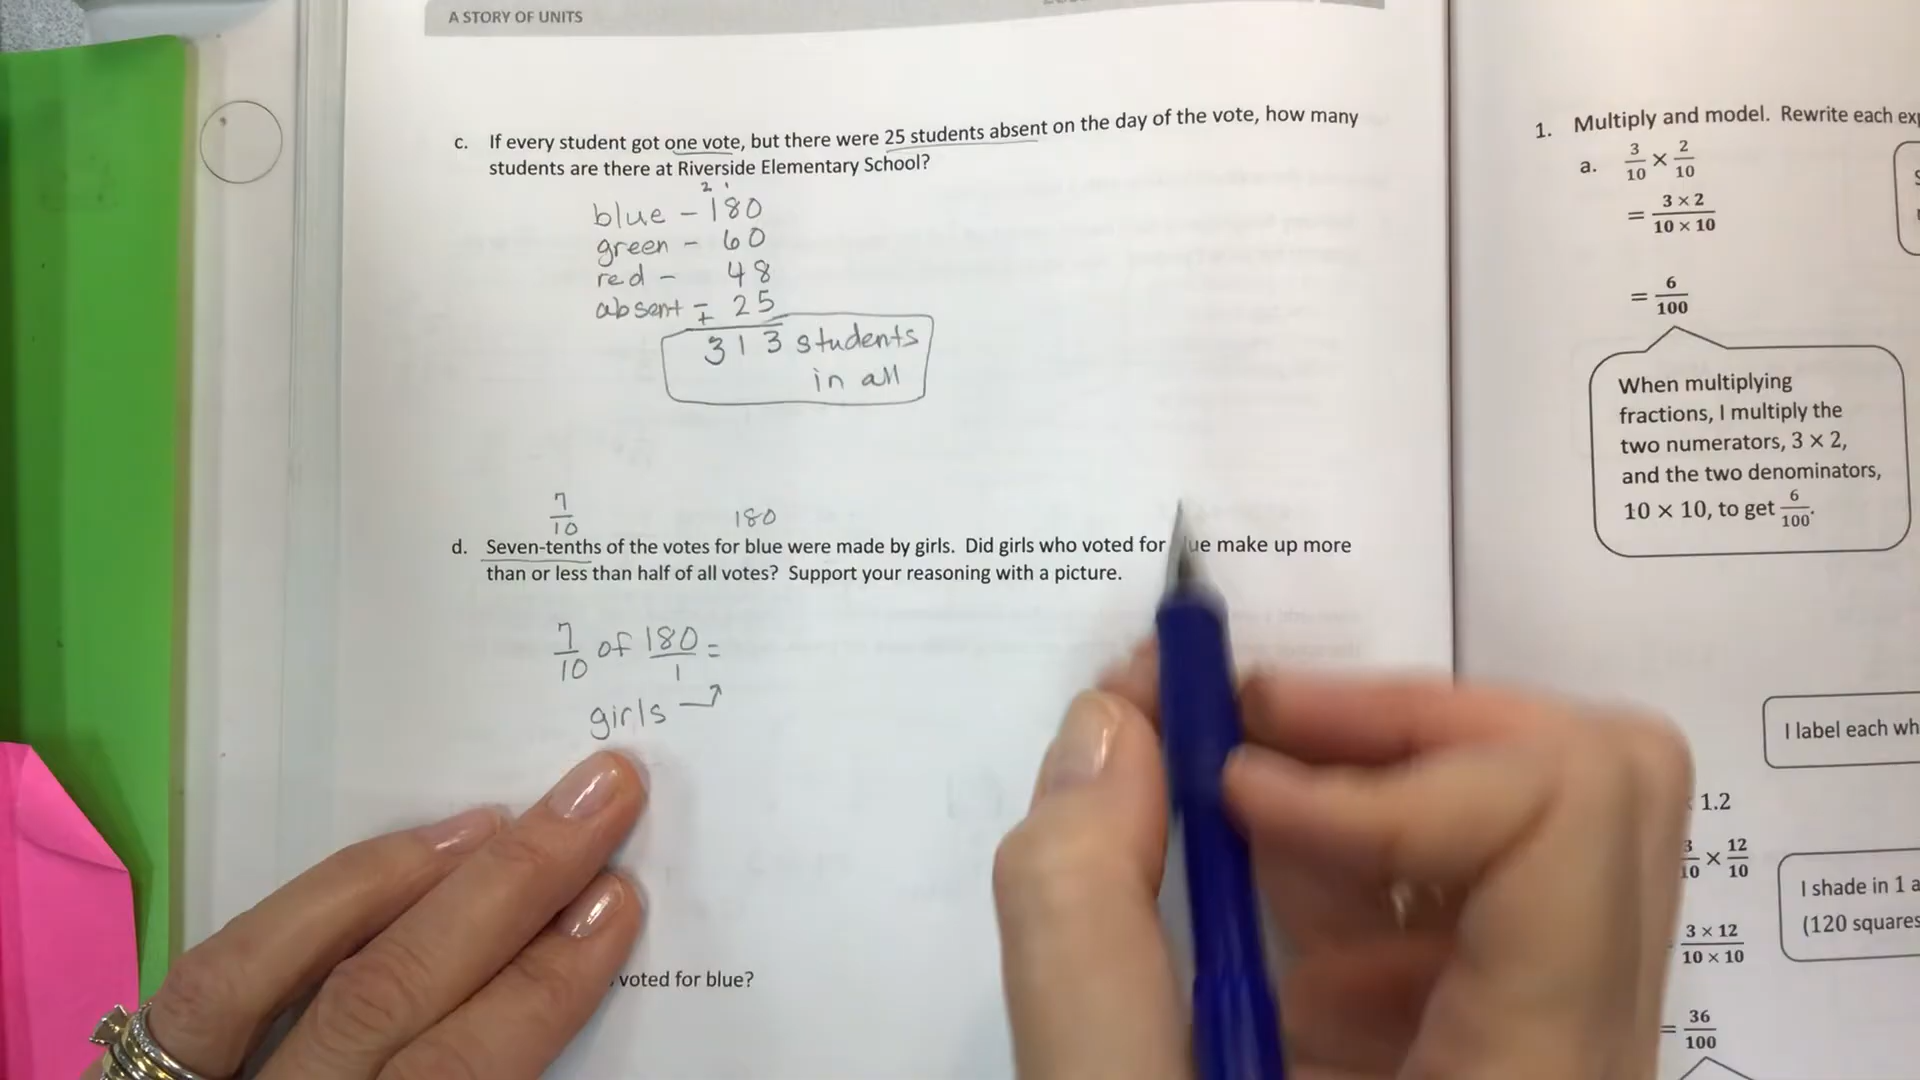 A STORY OF UNITS
c. If every student got one vote, but there were 25 students absent on the day of the vote, how many
students are there at Riverside Elementary School?
2 1
blue - 180
green - 60
red - 48
absent - + 25
313 students
in all
7/10 180
d. Seven-tenths of the votes for blue were made by girls. Did girls who voted for make up more
than or less than half of all votes? Support your reasoning with a picture.
7/10 of 180/1 =
girls
voted for blue?
1. Multiply and model. Rewrite each
a. 3/10 × 2/10
= 3 × 2 / 10 × 10
= 6/100
When multiplying
fractions, I multiply the
two numerators, 3 × 2,
and the two denominators,
10 × 10, to get 6/100.
I label each
1.2
3/10 × 12/10
3 × 12 / 10 × 10
= 36/100
I shade in 1
(120 squares